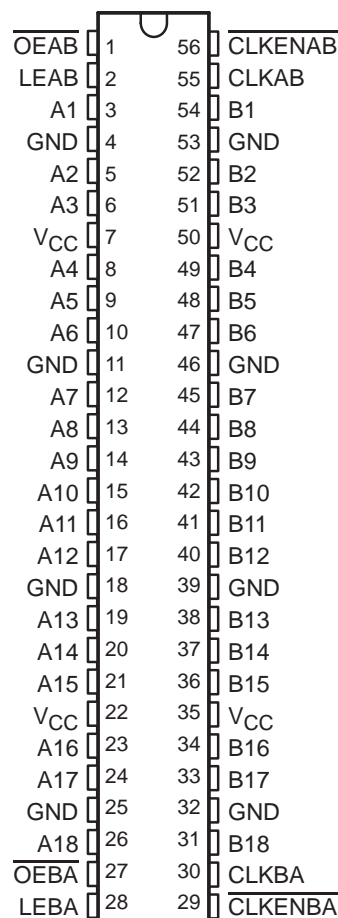 OEAB 1 56 CLKENAB
LEAB 2 55 CLKAB
A1 3 54 B1
GND 4 53 GND
A2 5 52 B2
A3 6 51 B3
VCC 7 50 VCC
A4 8 49 B4
A5 9 48 B5
A6 10 47 B6
GND 11 46 GND
A7 12 45 B7
A8 13 44 B8
A9 14 43 B9
A10 15 42 B10
A11 16 41 B11
A12 17 40 B12
GND 18 39 GND
A13 19 38 B13
A14 20 37 B14
A15 21 36 B15
VCC 22 35 VCC
A16 23 34 B16
A17 24 33 B17
GND 25 32 GND
A18 26 31 B18
OEBA 27 30 CLKBA
LEBA 28 29 CLKENBA